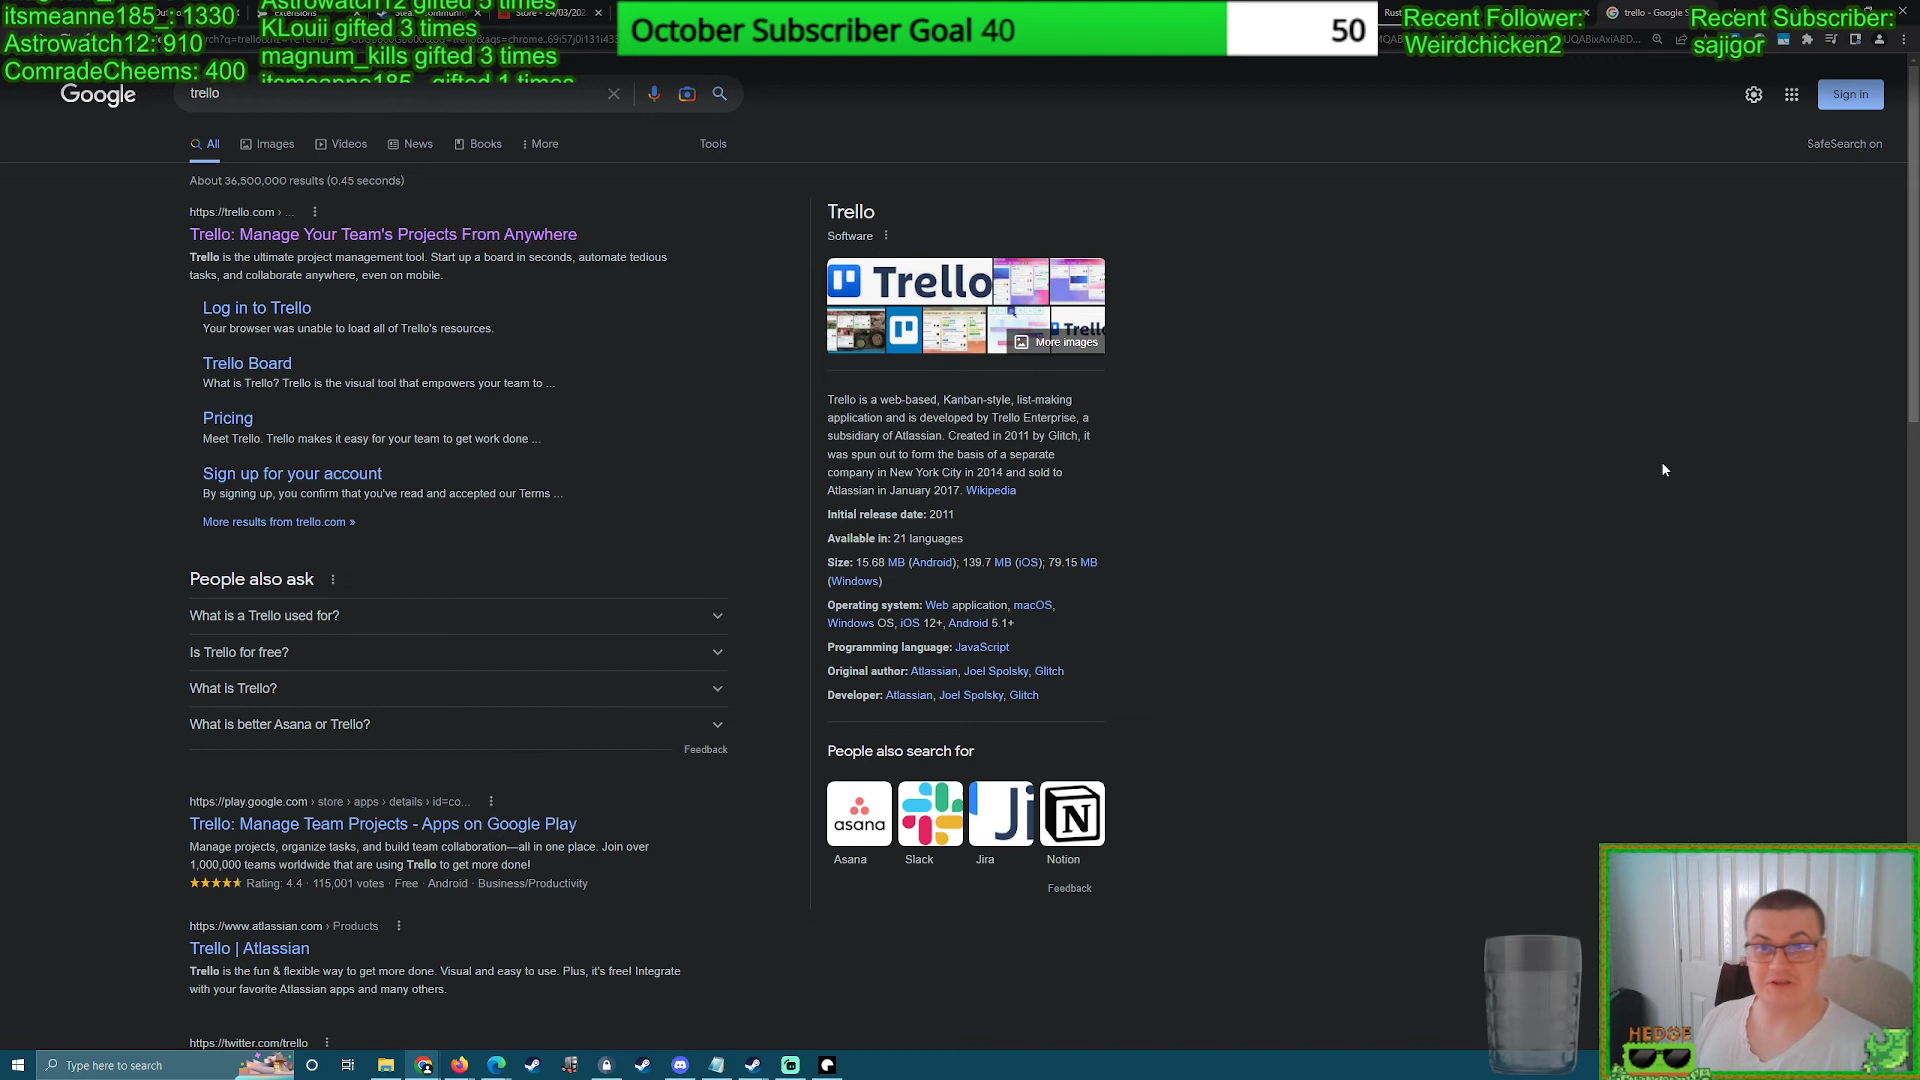 itsmeanne185_: 1330
Astrowatch12: 910
ComradeCheems: 400
Astrowatch12 gifted 5 times
KLouii gifted 3 times
magnum_kills gifted 3 times
itsmeanne185_ gifted 1 times
October Subscriber Goal 40
50
Recent Follower:
Weirdchicken2
Recent Subscriber:
sajigor
Extensions
Store - 24/03/202
Rust
trello - Google S
Google
trello
Sign in
All
Images
Videos
News
Books
More
Tools
SafeSearch on
About 36,500,000 results (0.45 seconds)
https://trello.com › ...
Trello: Manage Your Team's Projects From Anywhere
Trello is the ultimate project management tool. Start up a board in seconds, automate tedious
tasks, and collaborate anywhere, even on mobile.
Log in to Trello
Your browser was unable to load all of Trello's resources.
Trello Board
What is Trello? Trello is the visual tool that empowers your team to ...
Pricing
Meet Trello. Trello makes it easy for your team to get work done ...
Sign up for your account
By signing up, you confirm that you've read and accepted our Terms ...
More results from trello.com »
People also ask
What is a Trello used for?
Is Trello for free?
What is Trello?
What is better Asana or Trello?
Feedback
https://play.google.com › store › apps › details › id=co...
Trello: Manage Team Projects - Apps on Google Play
Manage projects, organize tasks, and build team collaboration—all in one place. Join over
1,000,000 teams worldwide that are using Trello to get more done!
Rating: 4.4 · 115,001 votes · Free · Android · Business/Productivity
https://www.atlassian.com › Products
Trello | Atlassian
Trello is the fun & flexible way to get more done. Visual and easy to use. Plus, it's free! Integrate
with your favorite Atlassian apps and many others.
https://twitter.com/trello
Trello
Software
Trello
Trello
More images
Trello is a web-based, Kanban-style, list-making
application and is developed by Trello Enterprise, a
subsidiary of Atlassian. Created in 2011 by Glitch, it
was spun out to form the basis of a separate
company in New York City in 2014 and sold to
Atlassian in January 2017. Wikipedia
Initial release date: 2011
Available in: 21 languages
Size: 15.68 MB (Android); 139.7 MB (iOS); 79.15 MB
(Windows)
Operating system: Web application, macOS,
Windows OS, iOS 12+, Android 5.1+
Programming language: JavaScript
Original author: Atlassian, Joel Spolsky, Glitch
Developer: Atlassian, Joel Spolsky, Glitch
People also search for
asana
Ji
N
Asana
Slack
Jira
Notion
Feedback
HEDGE
Type here to search